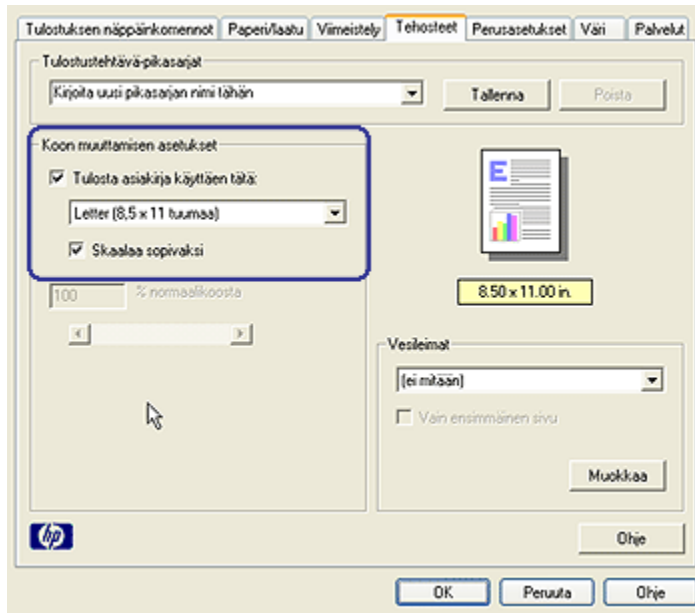 Tulostuksen näppäinkomennot Paperi/laatu Viimeistely Tehosteet Perusasetukset Väri Palvelut
Tulostustehtävä-pikasarjat
Kirjoita uusi pikasarjan nimi tähän Tallenna Poista
Koon muuttamisen asetukset
Tulosta asiakirja käyttäen tätä:
Letter (8,5 x 11 tuumaa)
Skaalaa sopivaksi
100 % normaalikoosta
E
8.50 x 11.00 in.
Vesileimat
(ei mitään)
Vain ensimmäinen sivu
Muokkaa
hp
Ohje
OK Peruuta Ohje